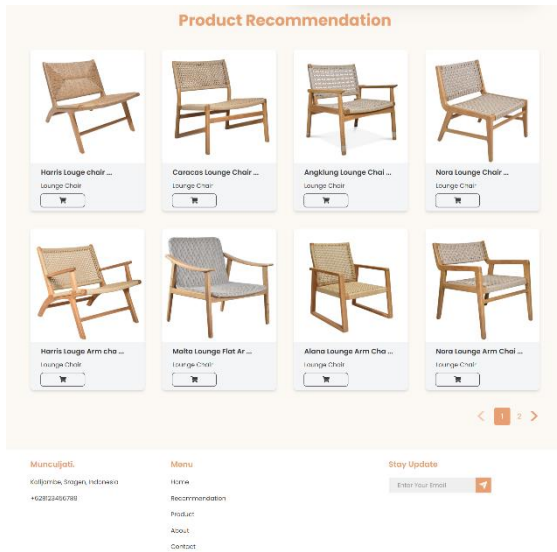 Product Recommendation
Harris Louge chair ...
Caracas Lounge Chair ...
Angklung Lounge Chai ...
Nora Lounge Chair ...
Lounge Chair
Lounge Chair
Lounge Chair
Lounge Chair
Harris Louge Arm cha ...
Malta Lounge Flat Ar ...
Alana Lounge Arm Cha ...
Nora Lounge Arm Chai ...
Lounge Chair
Lounge Chair
Lounge Chair
Lounge Chair
1 2
Munculjati.
Menu
Stay Update
Kalijambe, Sragen, Indonesia
Home
Enter Your Email
+628123456788
Recommendation
Product
About
Contact